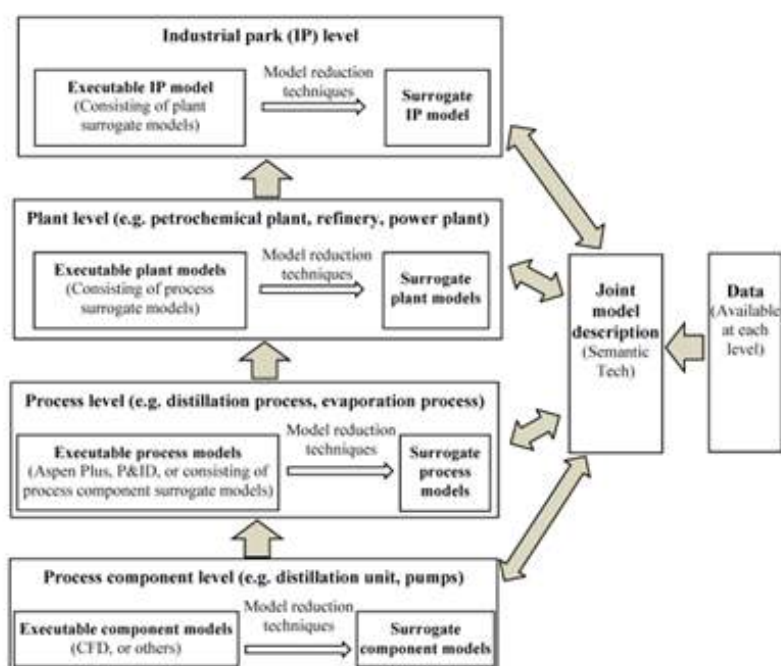 Industrial park (IP) level
Executable IP model
(Consisting of plant
surrogate models)
Model reduction
techniques
Surrogate
IP model
Plant level (e.g. petrochemical plant, refinery, power plant)
Executable plant models
(Consisting of process
surrogate models)
Model reduction
techniques
Surrogate
plant models
Process level (e.g. distillation process, evaporation process)
Executable process models
(Aspen Plus, P&ID, or consisting of
process component surrogate models)
Model reduction
techniques
Surrogate
process
models
Process component level (e.g. distillation unit, pumps)
Executable component models
(CFD, or others)
Model reduction
techniques
Surrogate
component models
Joint
model
description
(Semantic
Tech)
Data
(Available
at each
level)